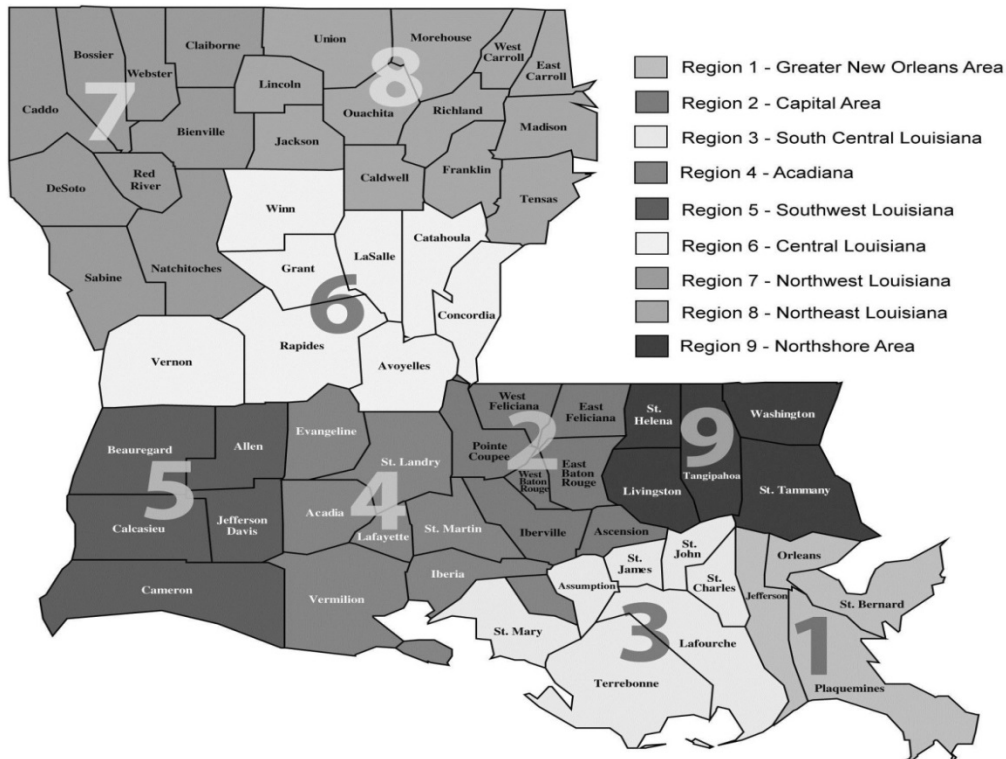 Union
Morehouse
West
Carroll
Claiborne
Bossier
Webster
East
Carroll
8
Lincoln
7
Caddo
Ouachita
Richland
Madison
Bienville
Jackson
Franklin
Caldwell
Red
River
DeSoto
Tensas
Winn
Catahoula
LaSalle
Natchitoches
Grant
Sabine
6
Concordia
Rapides
Vernon
Avoyelles
West
Feliciana
East
Feliciana
St.
Helena
Washington
Evangeline
Beauregard
Allen
2
9
Pointe
Coupee
St. Landry
West
Baton
Rouge
East
Baton
Rouge
Tangipahoa
5
4
Livingston
St. Tammany
Acadia
Calcasieu
Jefferson
Davis
St. Martin
Iberville
Ascension
Lafayette
St.
John
Orleans
St.
James
Iberia
Assumption
St.
Charles
Cameron
Vermilion
Jefferson
St. Bernard
St. Mary
3
Lafourche
1
Terrebonne
Plaquemines
Region 1 - Greater New Orleans Area
Region 2 - Capital Area
Region 3 - South Central Louisiana
Region 4 - Acadiana
Region 5 - Southwest Louisiana
Region 6 - Central Louisiana
Region 7 - Northwest Louisiana
Region 8 - Northeast Louisiana
Region 9 - Northshore Area